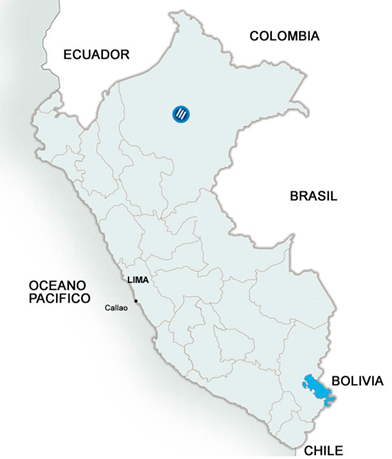 COLOMBIA
ECUADOR
BRASIL
LIMA
OCEANO
PACIFICO
Callao
BOLIVIA
CHILE